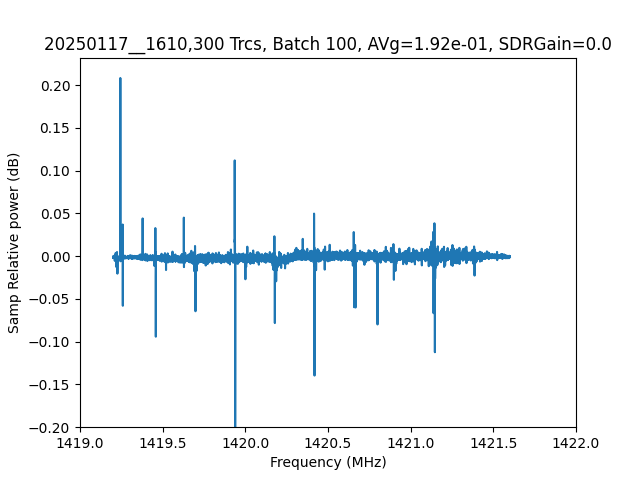 20250117__1610,300 Trcs, Batch 100, AVg=1.92e-01, SDRGain=0.0
Samp Relative power (dB)
0.20
0.15
0.10
0.05
0.00
−0.05
−0.10
−0.15
−0.20
1419.0 1419.5 1420.0 1420.5 1421.0 1421.5 1422.0
Frequency (MHz)